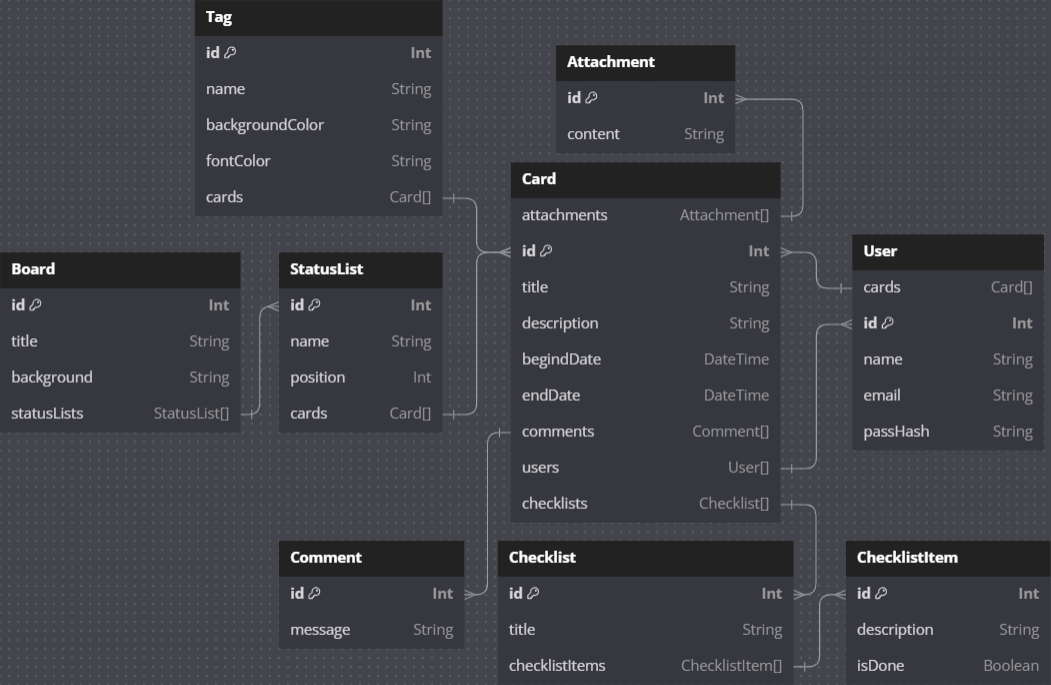 Tag
id Int
name String
backgroundColor String
fontColor String
cards Card[]
Attachment
id Int
content String
Card
attachments Attachment[]
id Int
title String
description String
begindDate DateTime
endDate DateTime
comments Comment[]
users User[]
checklists Checklist[]
Board
id Int
title String
background String
statusLists StatusList[]
StatusList
id Int
name String
position Int
cards Card[]
User
cards Card[]
id Int
name String
email String
passHash String
Comment
id Int
message String
Checklist
id Int
title String
checklistItems ChecklistItem[]
ChecklistItem
id Int
description String
isDone Boolean